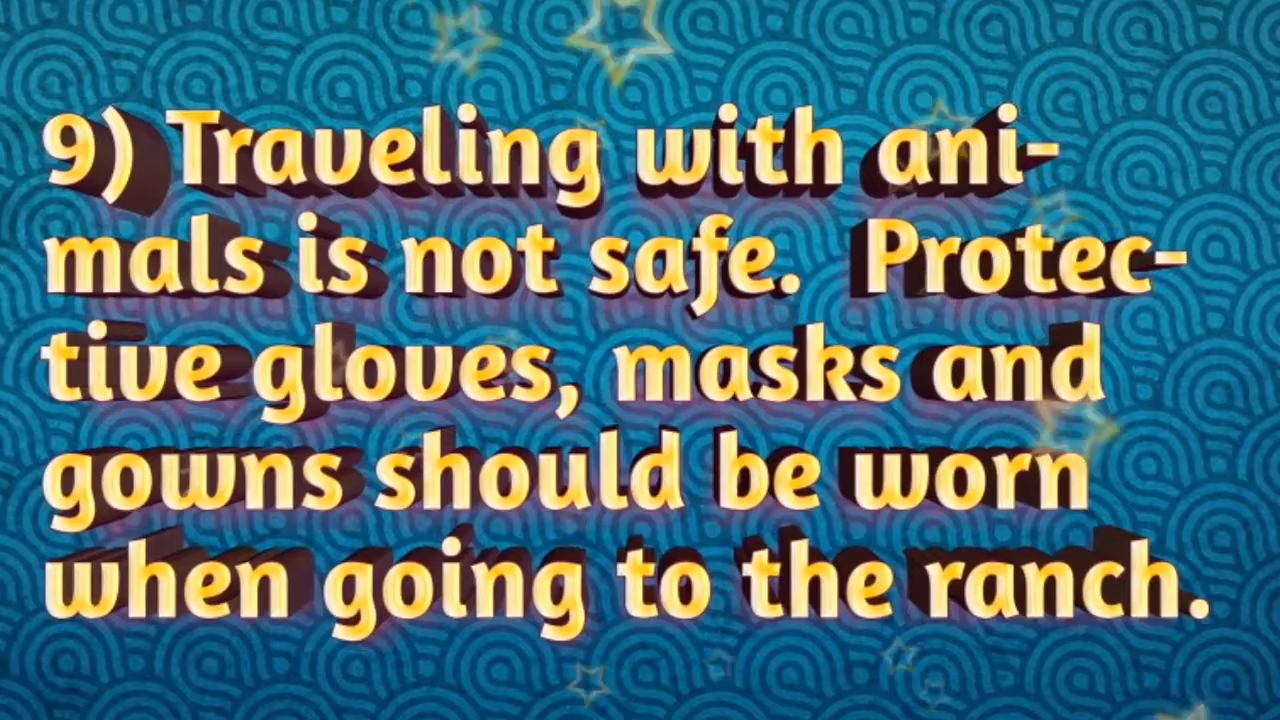 9) Traveling with ani-
mals is not safe. Protec-
tive gloves, masks and
gowns should be worn
when going to the ranch.